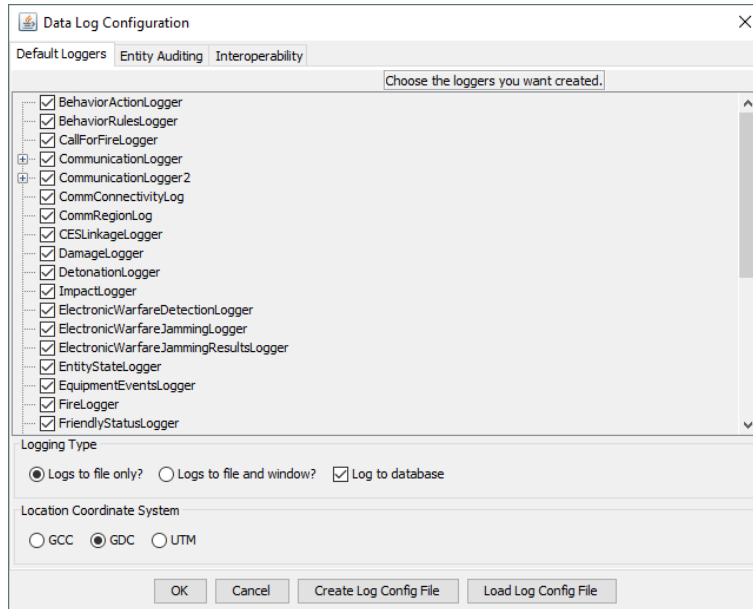 Data Log Configuration
Default Loggers Entity Auditing Interoperability
Choose the loggers you want created.
BehaviorActionLogger
BehaviorRulesLogger
CallForFireLogger
CommunicationLogger
CommunicationLogger2
CommConnectivityLog
CommRegionLog
CESLinkageLogger
DamageLogger
DetonationLogger
ImpactLogger
ElectronicWarfareDetectionLogger
ElectronicWarfareJammingLogger
ElectronicWarfareJammingResultsLogger
EntityStateLogger
EquipmentEventsLogger
FireLogger
FriendlyStatusLogger
Logging Type
Logs to file only? Logs to file and window? Log to database
Location Coordinate System
GCC GDC UTM
OK Cancel Create Log Config File Load Log Config File